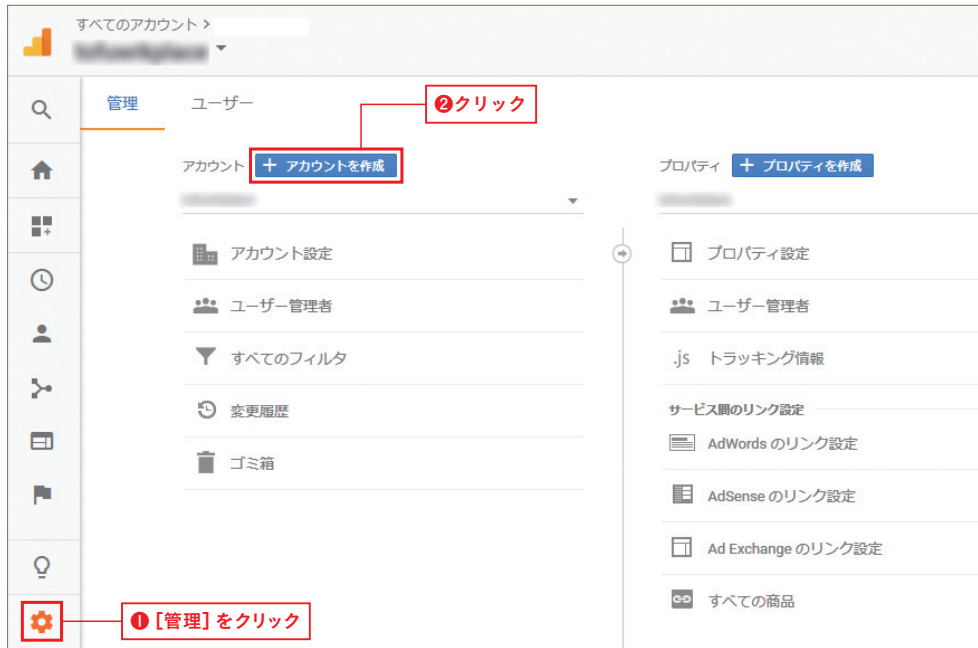 すべてのアカウント >
管理
ユーザー
❷クリック
アカウント
+ アカウントを作成
プロパティ
+ プロパティを作成
アカウント設定
ユーザー管理者
すべてのフィルタ
変更履歴
ゴミ箱
プロパティ設定
ユーザー管理者
.js トラッキング情報
サービス間のリンク設定
AdWords のリンク設定
AdSense のリンク設定
Ad Exchange のリンク設定
すべての商品
❶[管理]をクリック